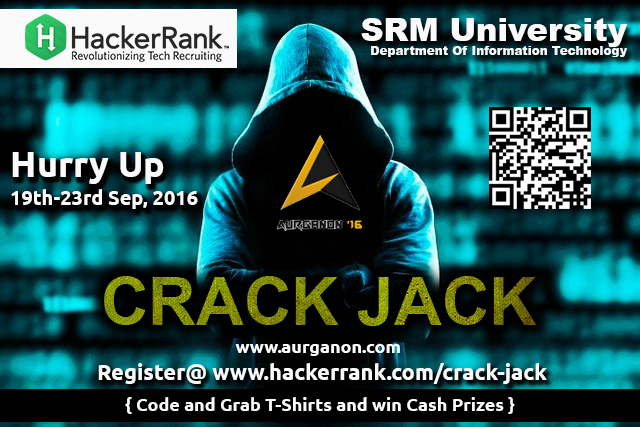 HackerRank
Revolutionizing Tech Recruiting
SRM University
Department Of Information Technology
Hurry Up
19th-23rd Sep, 2016
AURGANON '16
CRACK JACK
www.aurganon.com
Register@ www.hackerrank.com/crack-jack
{ Code and Grab T-Shirts and win Cash Prizes }